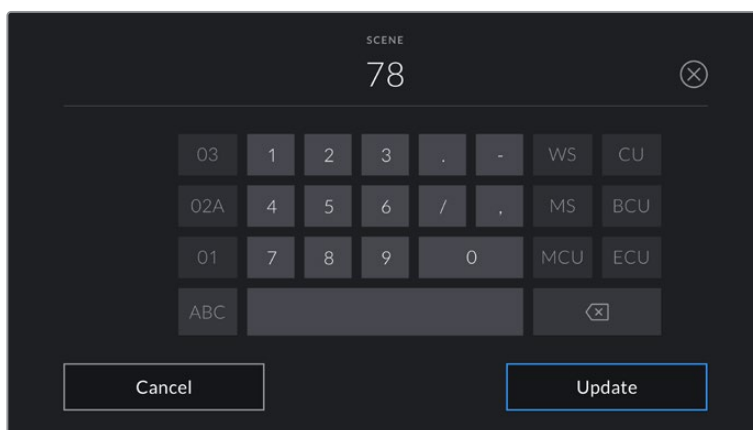 SCENE
78
03 1 2 3 . - WS CU
02A 4 5 6 / , MS BCU
01 7 8 9 0 MCU ECU
ABC
Cancel Update